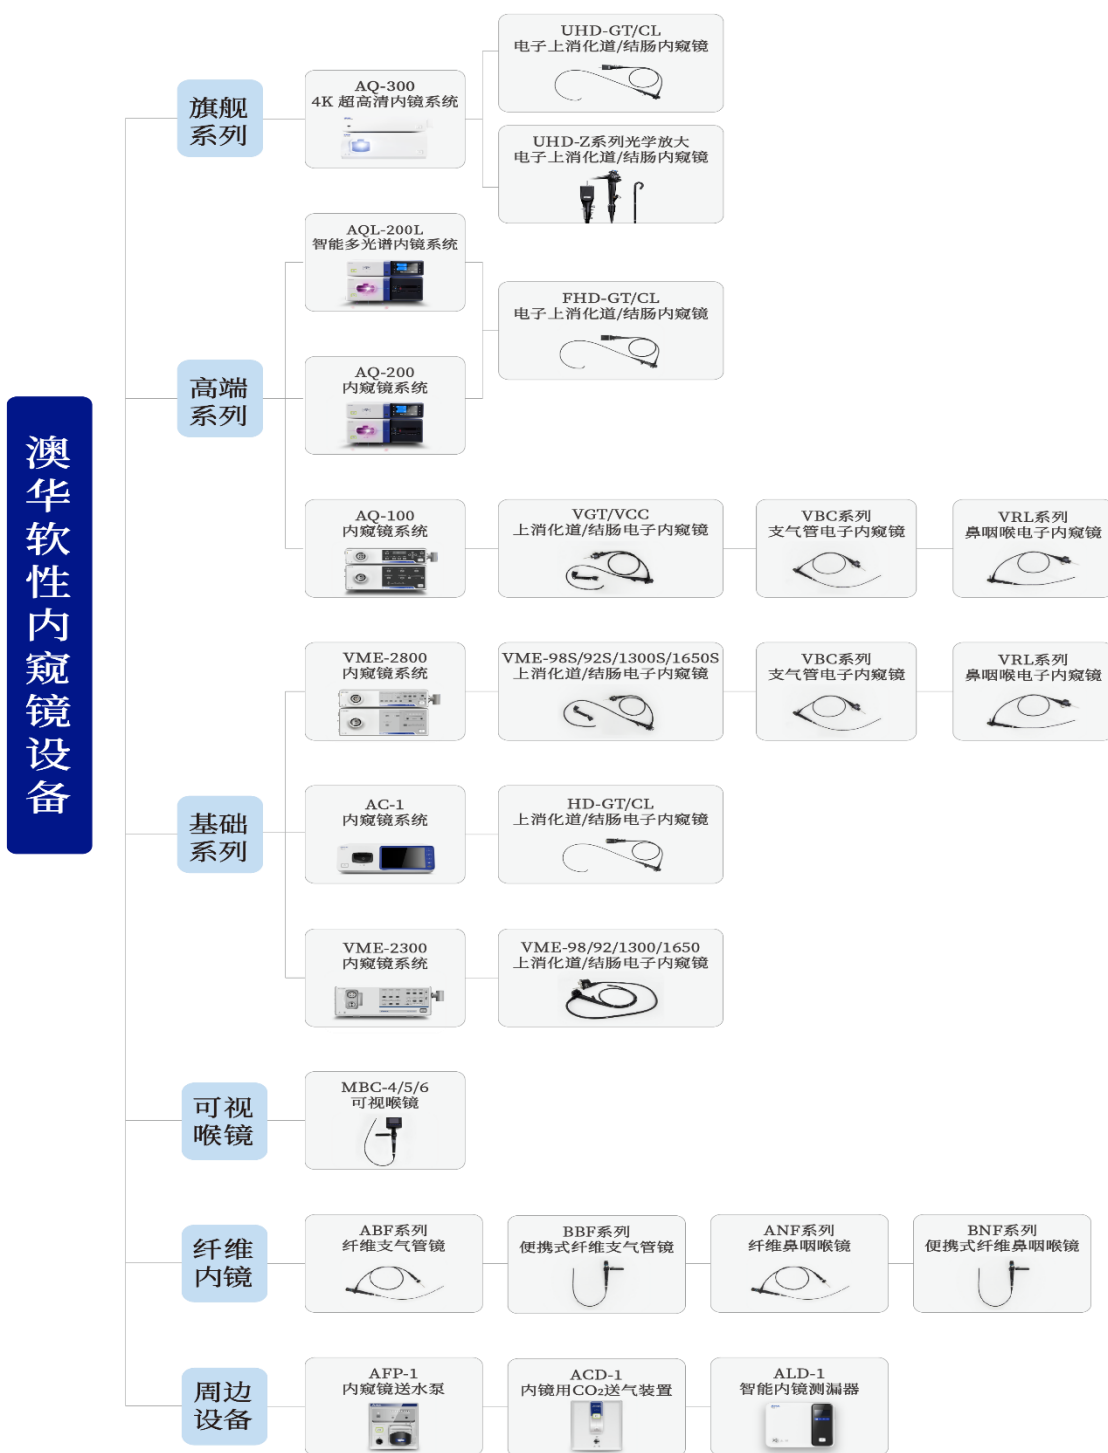 澳华软性内窥镜设备
旗舰
系列
AQ-300
4K 超高清内镜系统
UHD-GT/CL
电子上消化道/结肠内窥镜
UHD-Z系列光学放大
电子上消化道/结肠内窥镜
高端
系列
AQL-200L
智能多光谱内镜系统
AQ-200
内窥镜系统
FHD-GT/CL
电子上消化道/结肠内窥镜
AQ-100
内窥镜系统
VGT/VCC
上消化道/结肠电子内窥镜
VBC系列
支气管电子内窥镜
VRL系列
鼻咽喉电子内窥镜
基础
系列
VME-2800
内窥镜系统
VME-98S/92S/1300S/1650S
上消化道/结肠电子内窥镜
VBC系列
支气管电子内窥镜
VRL系列
鼻咽喉电子内窥镜
AC-1
内窥镜系统
HD-GT/CL
上消化道/结肠电子内窥镜
VME-2300
内窥镜系统
VME-98/92/1300/1650
上消化道/结肠电子内窥镜
可视
喉镜
MBC-4/5/6
可视喉镜
纤维
内镜
ABF系列
纤维支气管镜
BBF系列
便携式纤维支气管镜
ANF系列
纤维鼻咽喉镜
BNF系列
便携式纤维鼻咽喉镜
周边
设备
AFP-1
内窥镜送水泵
ACD-1
内镜用CO₂送气装置
ALD-1
智能内镜测漏器